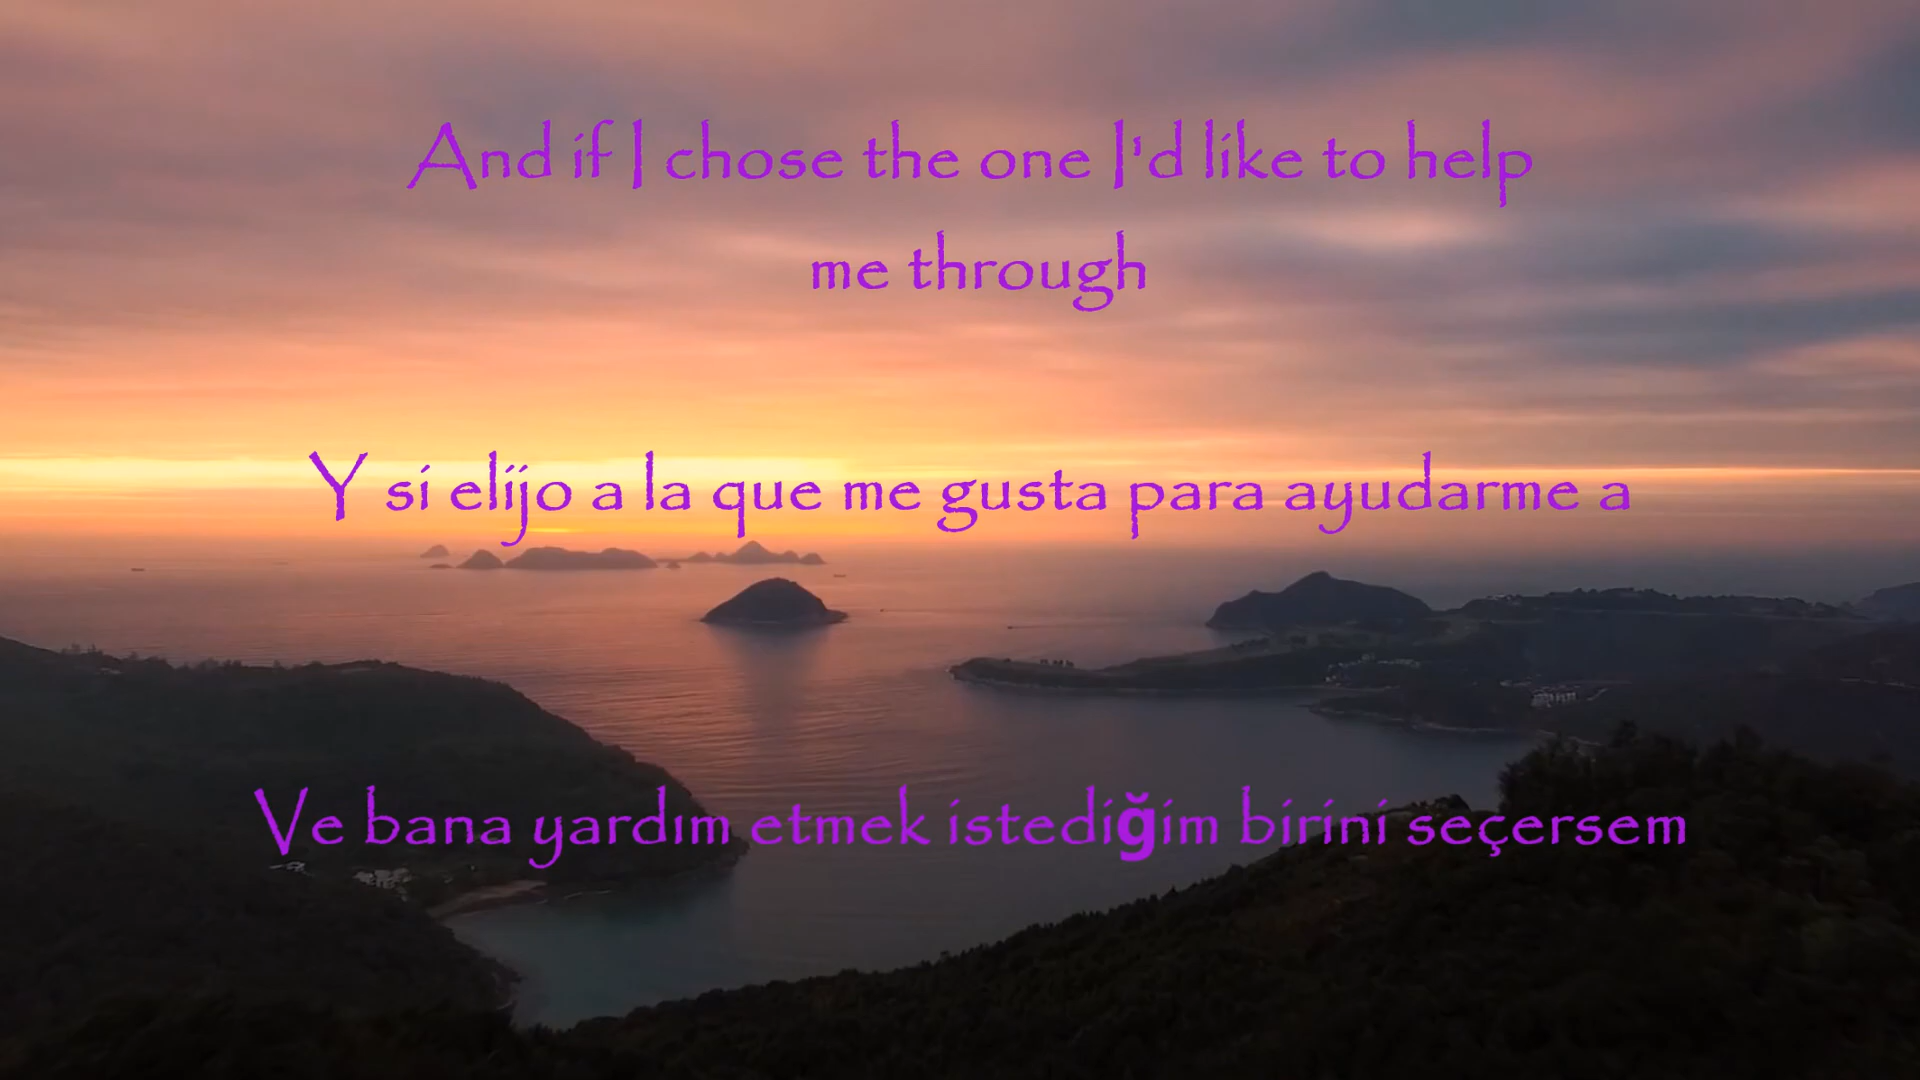 And if I chose the one I'd like to help
me through
Y si elijo a la que me gusta para ayudarme a
Ve bana yardım etmek istediğim birini seçersem